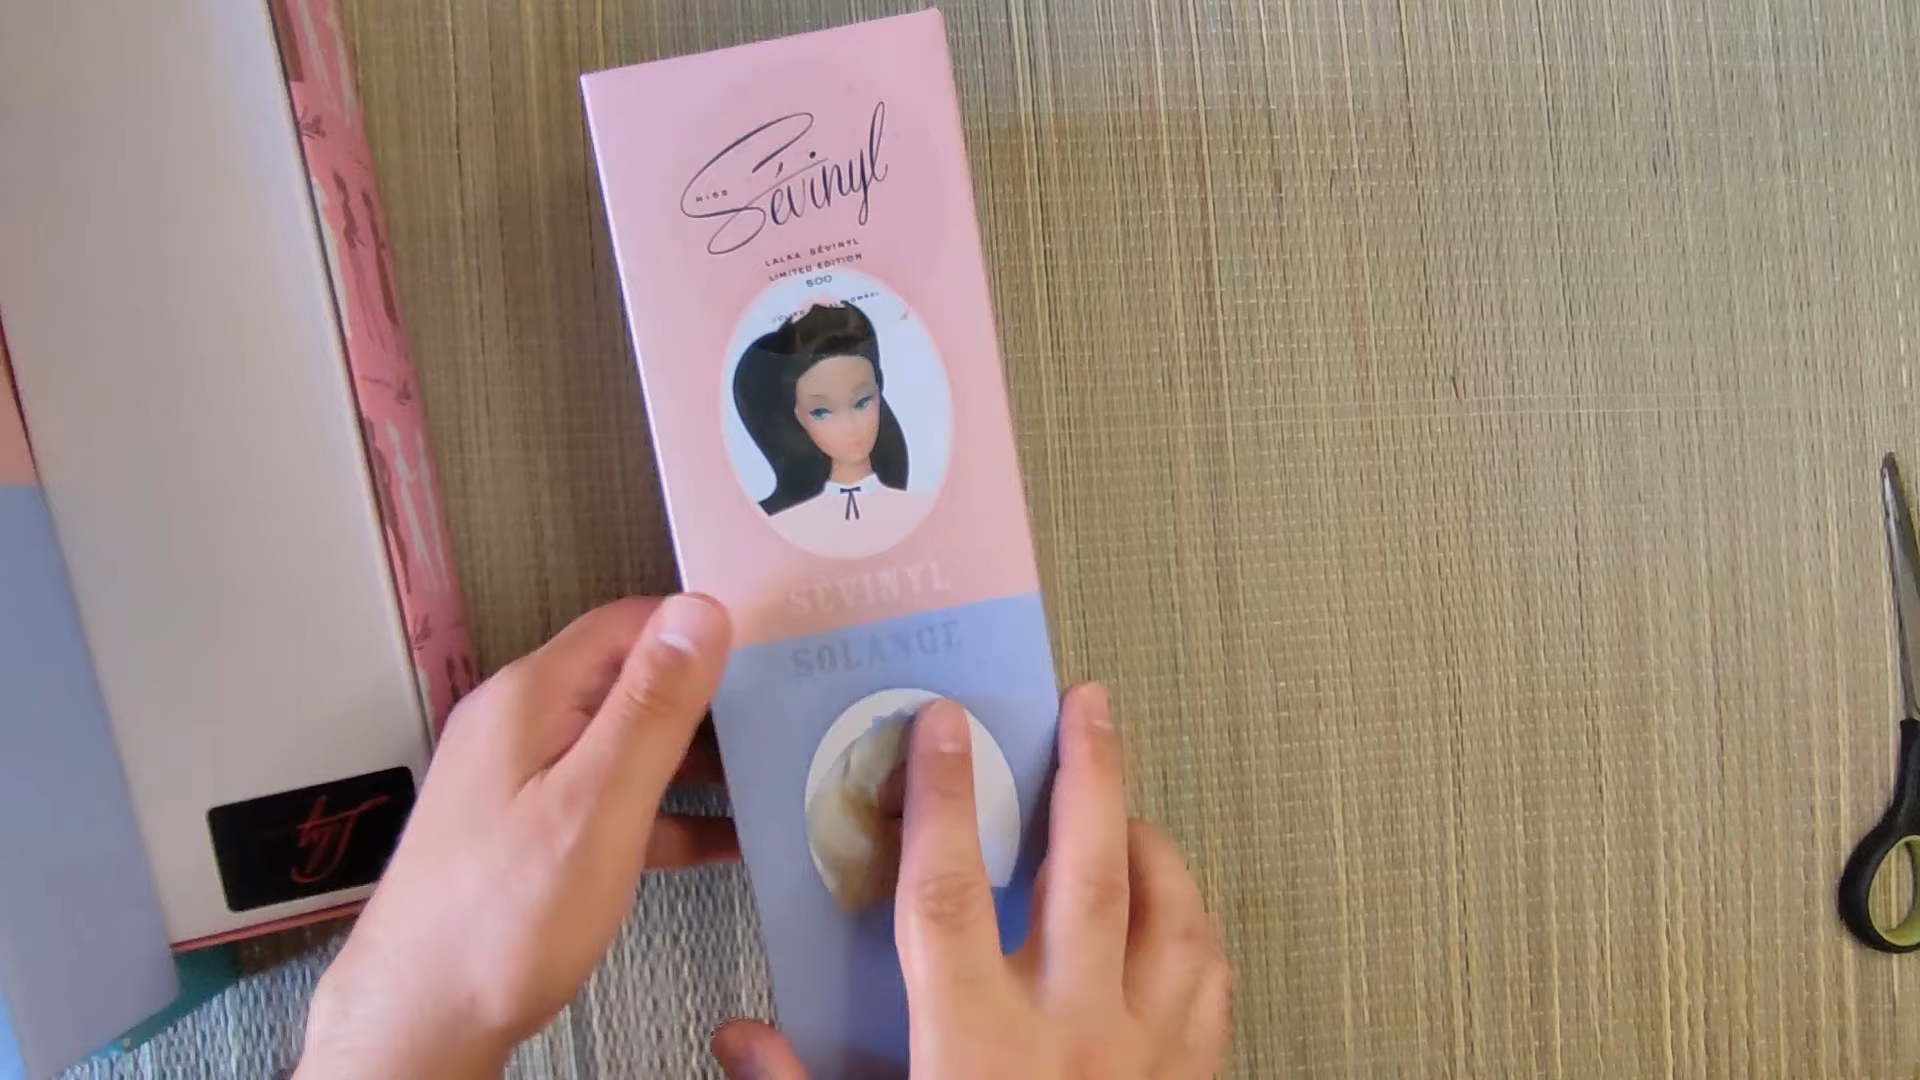 MISS
Sévinyl
LALKA SÉVINYL
LIMITED EDITION
500
SÉVINYL
SOLANGE